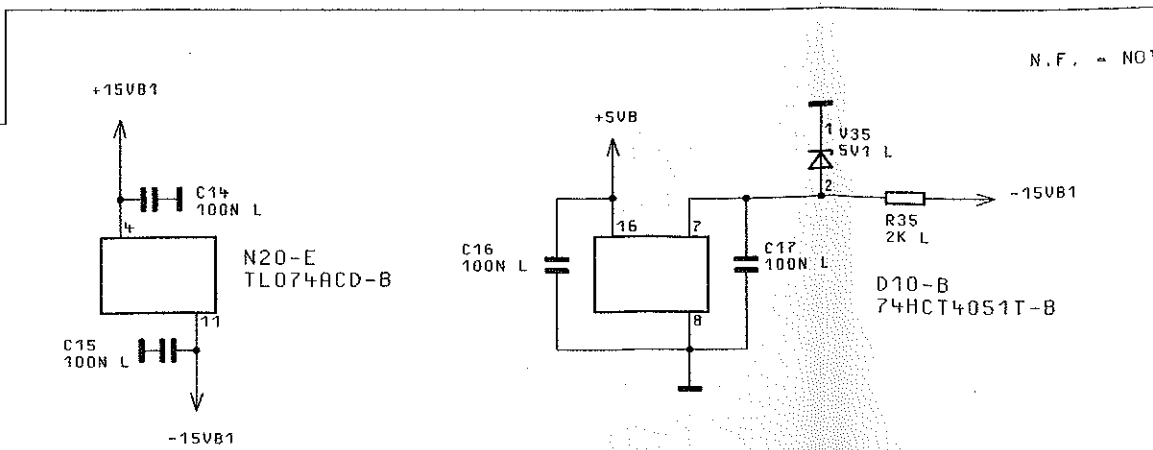 N.F. = NOT
+15VB1
+5VB
1 V35
5V1 L
C14
100N L
2
-15VB1
4
16
7
R35
2K L
C16
100N L
C17
100N L
N20-E
TL074ACD-B
D10-B
74HCT4051T-B
11
8
C15
100N L
-15VB1